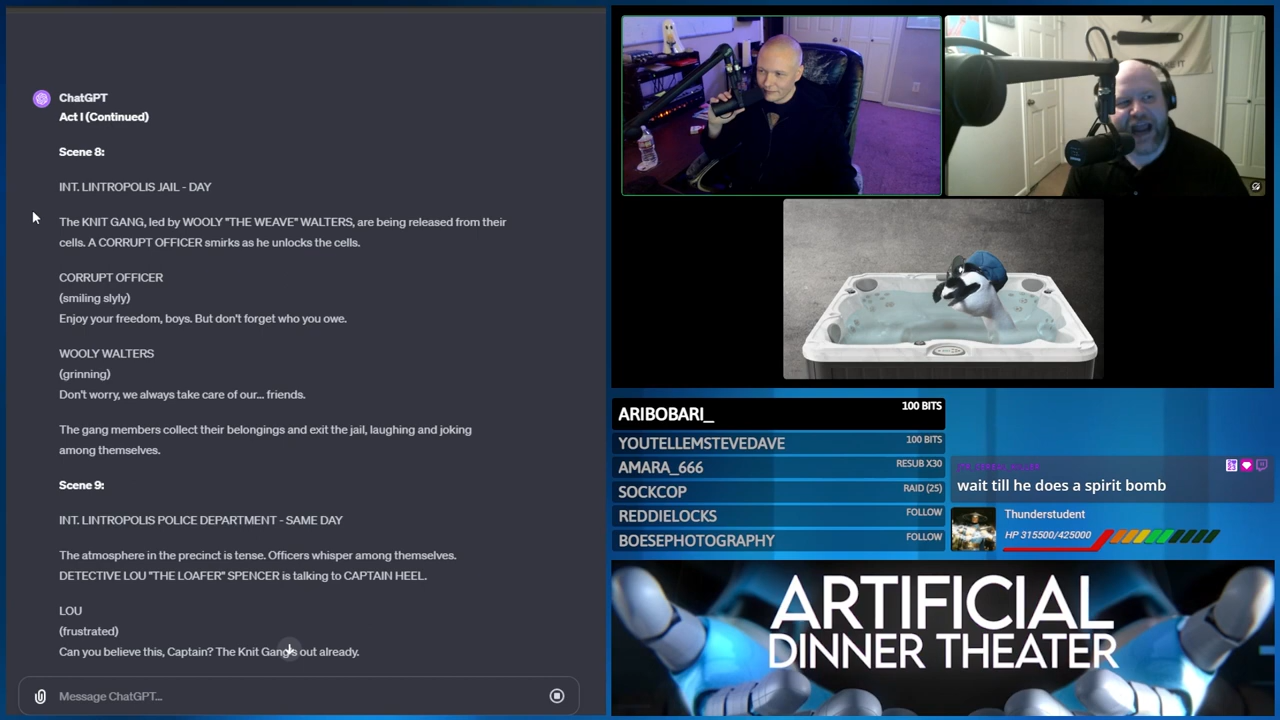 ChatGPT
Act I (Continued)
Scene 8:
INT. LINTROPOLIS JAIL - DAY
The KNIT GANG, led by WOOLY "THE WEAVE" WALTERS, are being released from their
cells. A CORRUPT OFFICER smirks as he unlocks the cells.
CORRUPT OFFICER
(smiling slyly)
Enjoy your freedom, boys. But don't forget who you owe.
WOOLY WALTERS
(grinning)
Don't worry, we always take care of our... friends.
The gang members collect their belongings and exit the jail, laughing and joking
among themselves.
Scene 9:
INT. LINTROPOLIS POLICE DEPARTMENT - SAME DAY
The atmosphere in the precinct is tense. Officers whisper among themselves.
DETECTIVE LOU "THE LOAFER" SPENCER is talking to CAPTAIN HEEL.
LOU
(frustrated)
Can you believe this, Captain? The Knit Gang's out already.
Message ChatGPT...
ARIBOBARI_ 100 BITS
YOUTELLEMSTEVEDAVE 100 BITS
AMARA_666 RESUB X30
SOCKCOP RAID (25)
REDDIELOCKS FOLLOW
BOESEPHOTOGRAPHY FOLLOW
wait till he does a spirit bomb
Thunderstudent
HP 315500/425000
ARTIFICIAL
DINNER THEATER